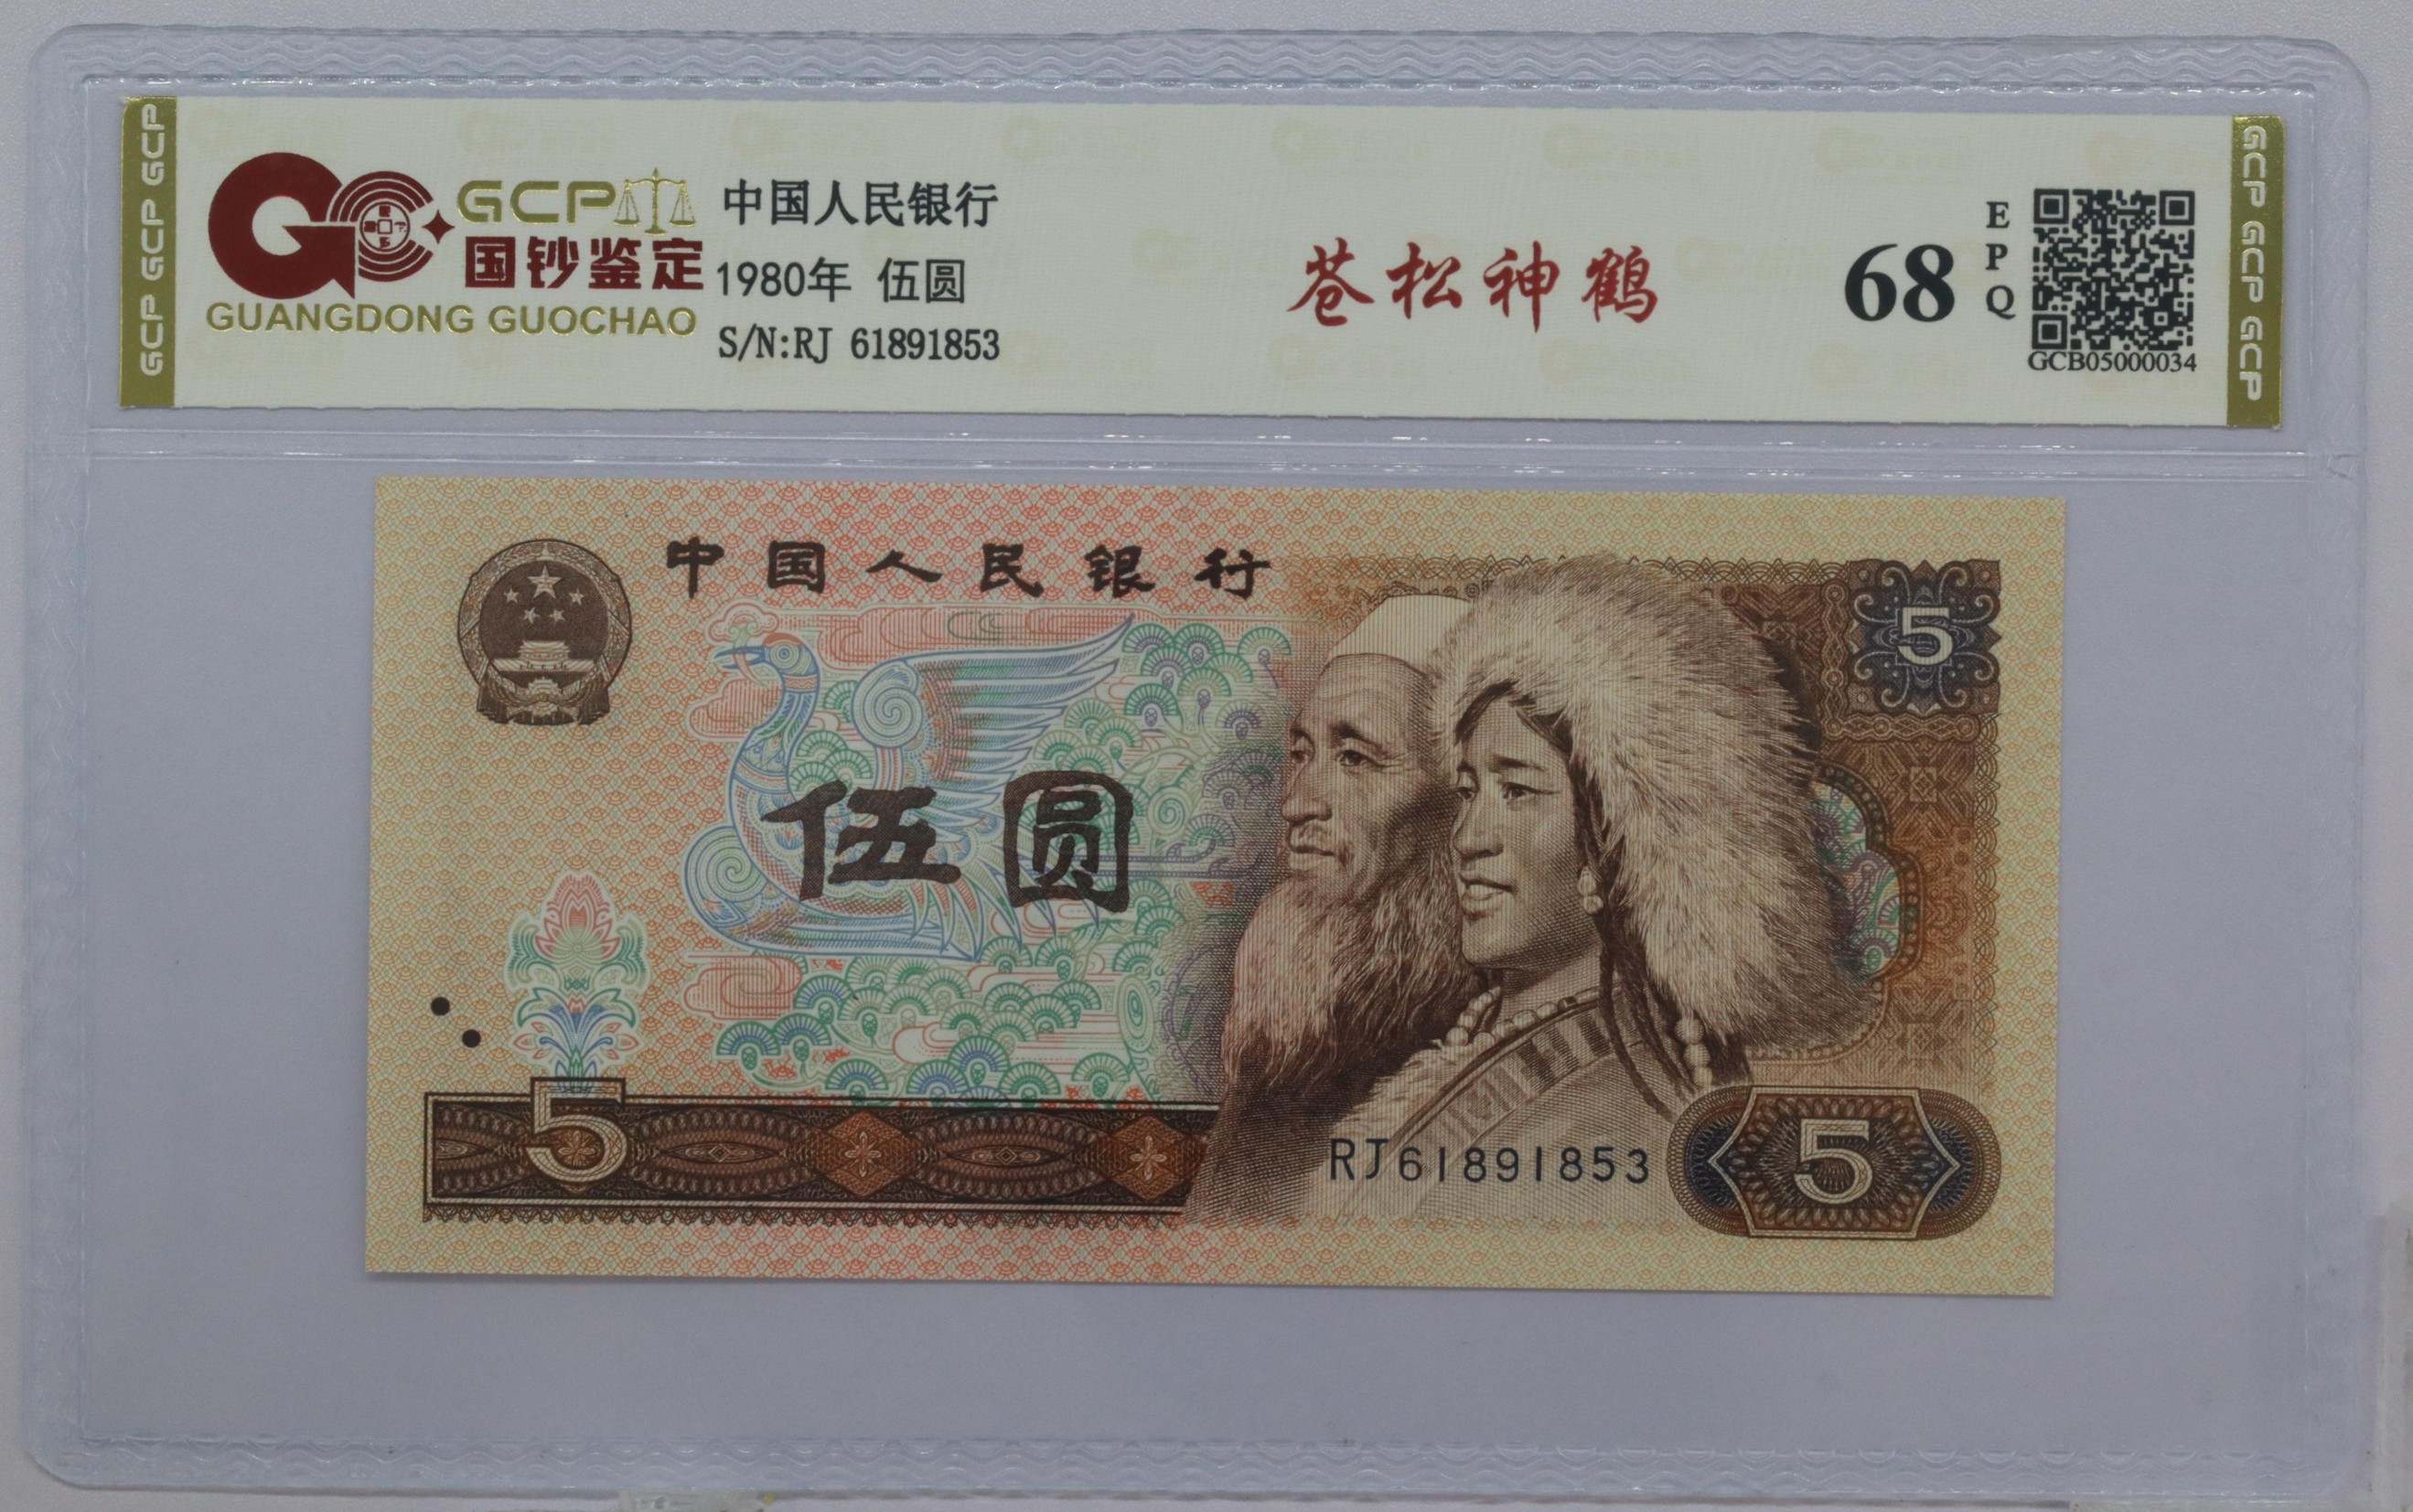 GCP GCP GCP
GCP
国钞鉴定
GUANGDONG GUOCHAO
中国人民银行
1980年 伍圆
S/N:RJ 61891853
苍松神鹤
68
EPQ
GCB05000034
GCP GCP GCP
中国人民银行
5
伍圆
5
RJ61891853
5